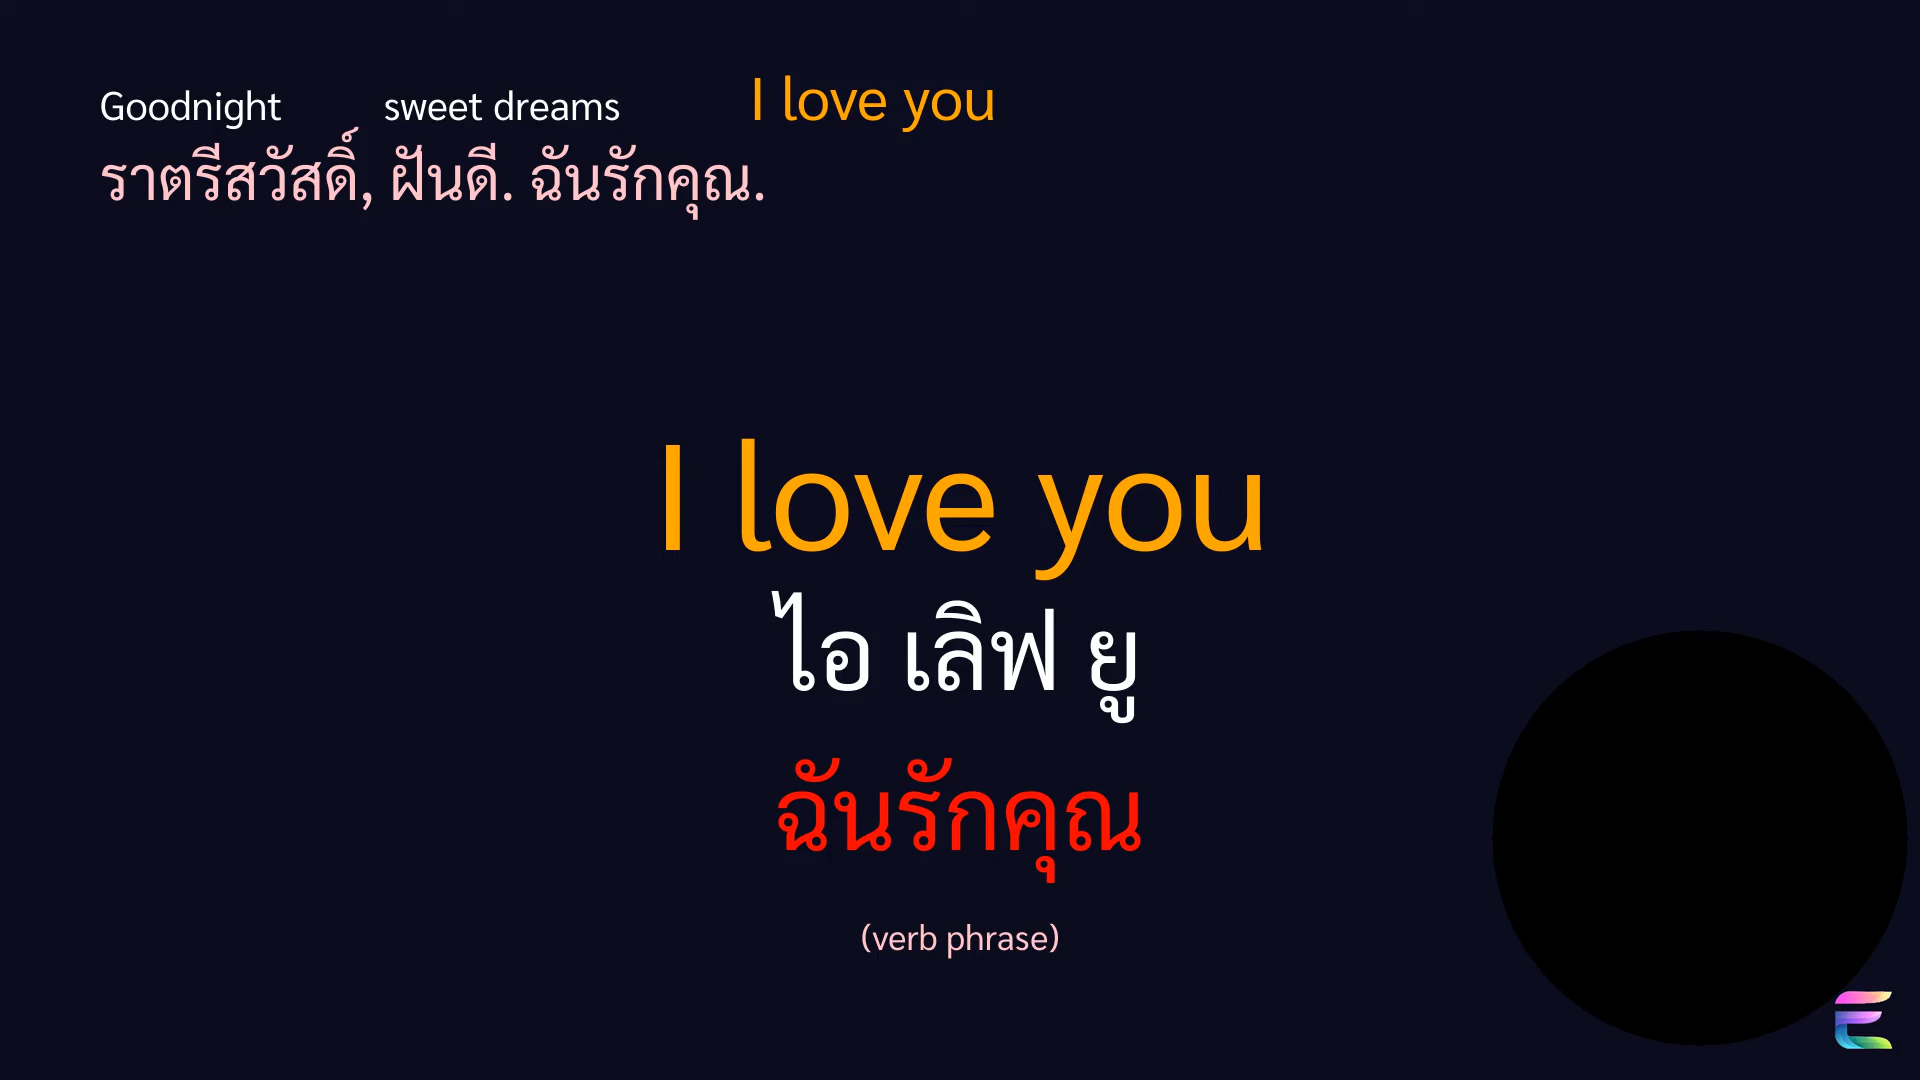 Goodnight sweet dreams I love you
ราตรีสวัสดิ์, ฝันดี. ฉันรักคุณ.
I love you
ไอ เลิฟ ยู
ฉันรักคุณ
(verb phrase)